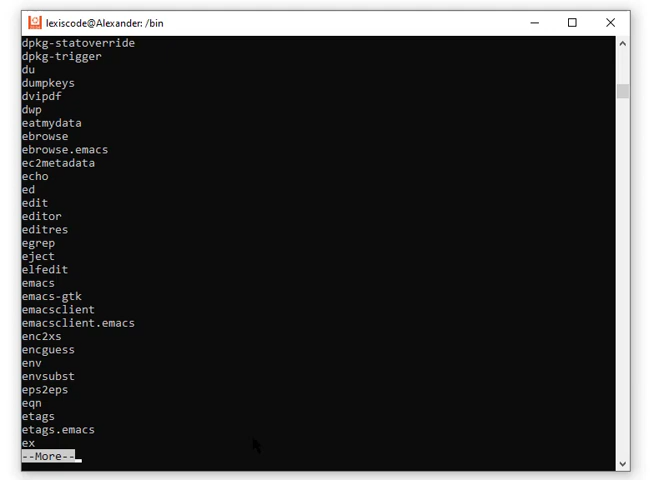 lexiscode@Alexander: /bin
dpkg-statoverride
dpkg-trigger
du
dumpkeys
dvipdf
dwp
eatmydata
ebrowse
ebrowse.emacs
ec2metadata
echo
ed
edit
editor
editres
egrep
eject
elfedit
emacs
emacs-gtk
emacsclient
emacsclient.emacs
enc2xs
encguess
env
envsubst
eps2eps
eqn
etags
etags.emacs
ex
--More--